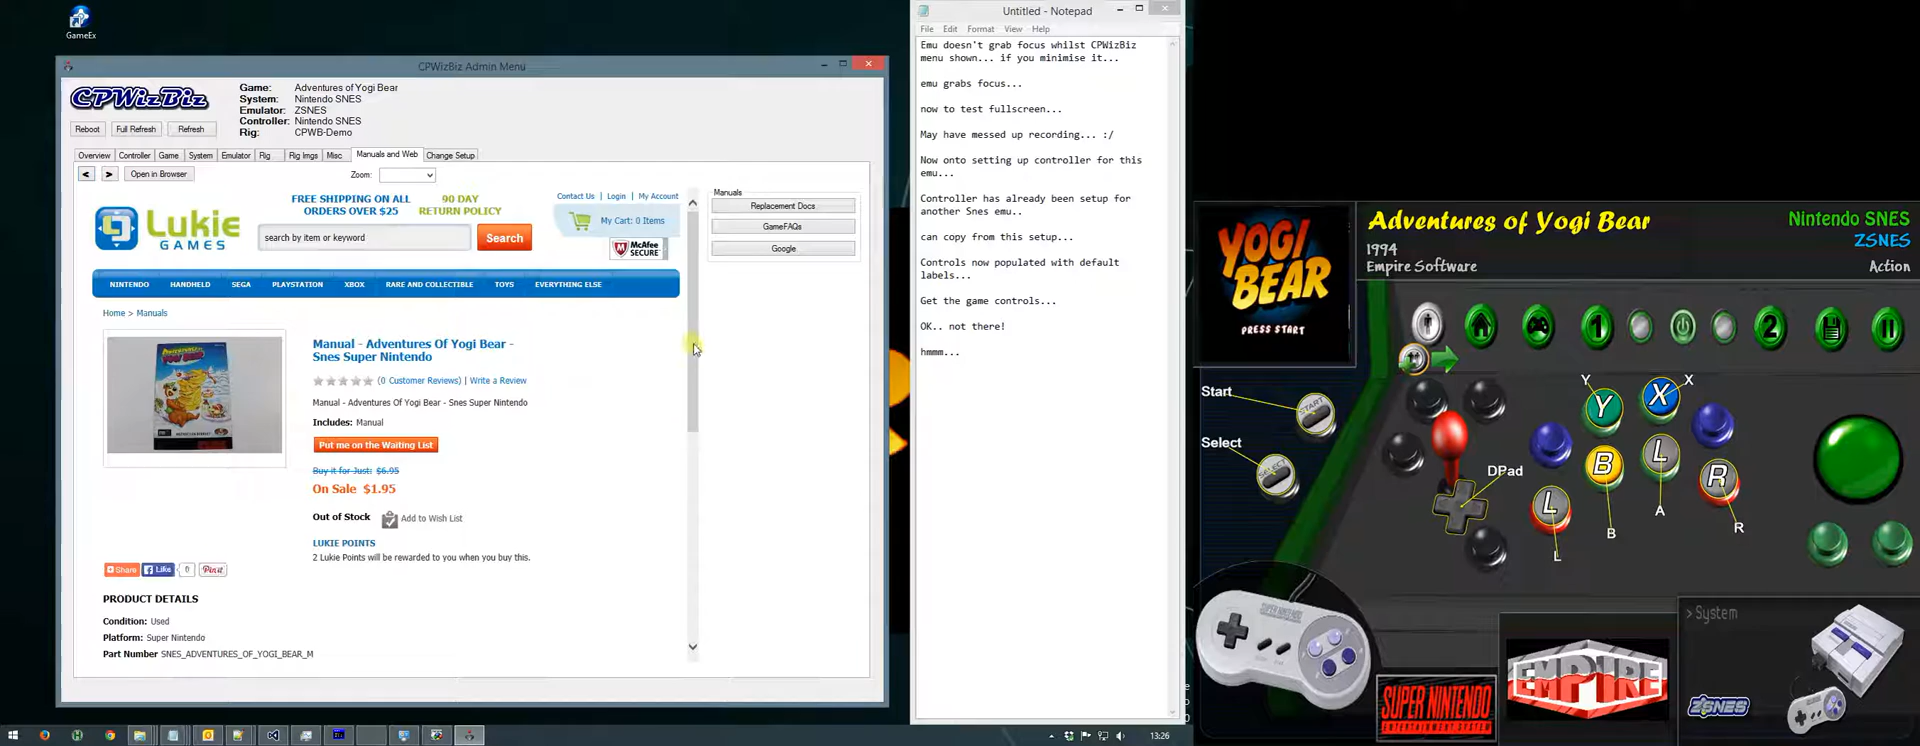 GameEx
CPWizBiz Admin Menu
CPWizBiz
Game: Adventures of Yogi Bear
System: Nintendo SNES
Emulator: ZSNES
Controller: Nintendo SNES
Rig: CPWB-Demo
Reboot Full Refresh Refresh
Overview Controller Game System Emulator Rig Rig Imgs Misc Manuals and Web Change Setup
< > Open in Browser Zoom:
Manuals
Replacement Docs
GameFAQs
Google
FREE SHIPPING ON ALL
ORDERS OVER $25
90 DAY
RETURN POLICY
Contact Us | Login | My Account
My Cart: 0 Items
McAfee
SECURE
Lukie
GAMES
search by item or keyword Search
NINTENDO HANDHELD SEGA PLAYSTATION XBOX RARE AND COLLECTIBLE TOYS EVERYTHING ELSE
Home > Manuals
Manual - Adventures Of Yogi Bear -
Snes Super Nintendo
(0 Customer Reviews) | Write a Review
Manual - Adventures Of Yogi Bear - Snes Super Nintendo
Includes: Manual
Put me on the Waiting List
Buy it for Just: $6.95
On Sale $1.95
Out of Stock Add to Wish List
LUKIE POINTS
2 Lukie Points will be rewarded to you when you buy this.
Share Like 0 Pin it
PRODUCT DETAILS
Condition: Used
Platform: Super Nintendo
Part Number SNES_ADVENTURES_OF_YOGI_BEAR_M
Untitled - Notepad
File Edit Format View Help
Emu doesn't grab focus whilst CPWizBiz
menu shown... if you minimise it...
emu grabs focus...
now to test fullscreen...
May have messed up recording... :/
Now onto setting up controller for this
emu...
Controller has already been setup for
another Snes emu..
can copy from this setup...
Controls now populated with default
labels...
Get the game controls...
OK.. not there!
hmmm...
13:26
YOGI
BEAR
PRESS START
Adventures of Yogi Bear
1994
Empire Software
Nintendo SNES
ZSNES
Action
1 2
Start
START
Select
SELECT
DPad
Y X
Y X
B L R
L
B A R
L
SUPER NINTENDO
ENTERTAINMENT SYSTEM
EMPIRE
> System
ZSNES